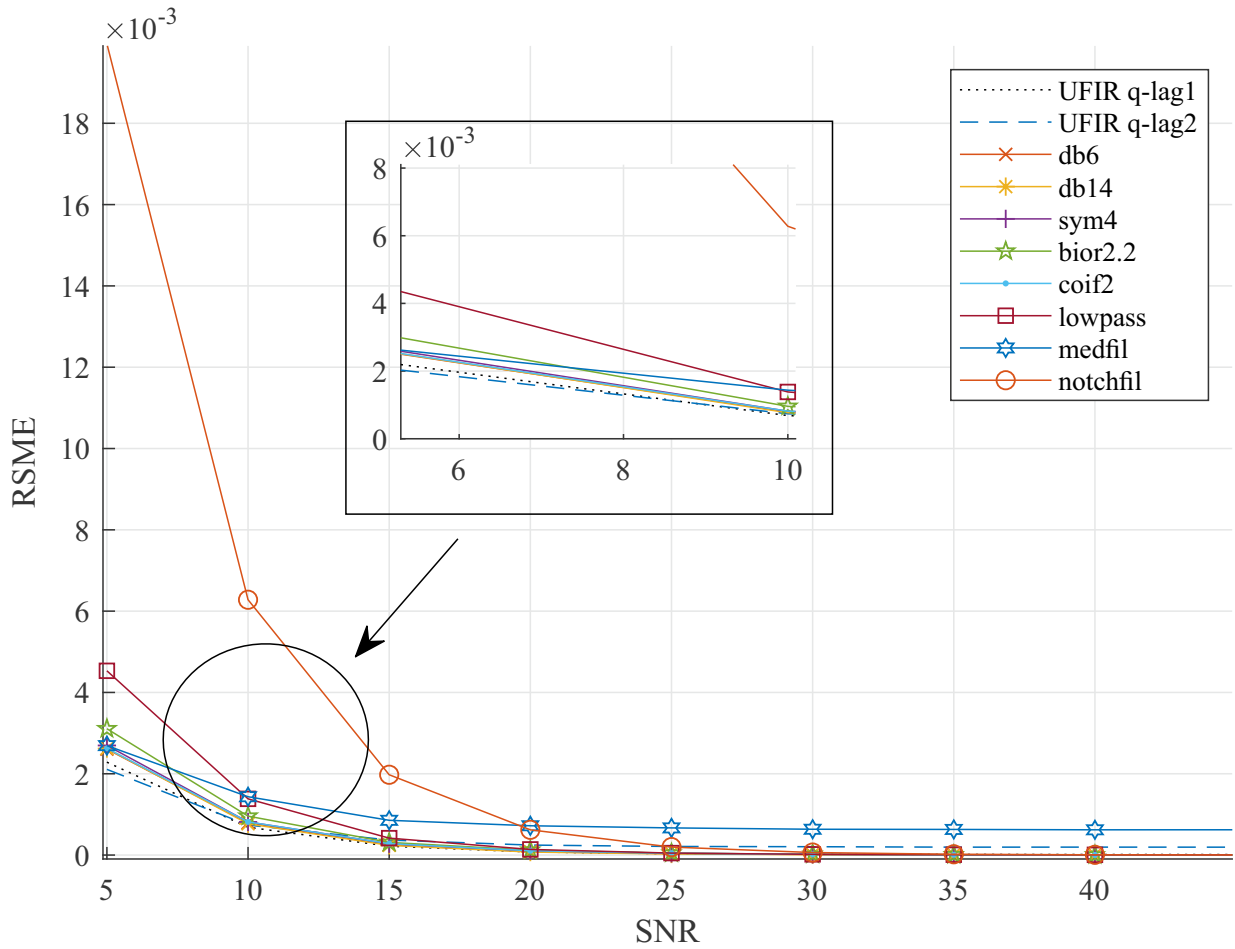 ×10⁻³
18
16
14
12
10
8
6
4
2
0
RSME
5
10
15
20
25
30
35
40
SNR
×10⁻³
8
6
4
2
0
6
8
10
UFIR q-lag1
UFIR q-lag2
db6
db14
sym4
bior2.2
coif2
lowpass
medfil
notchfil